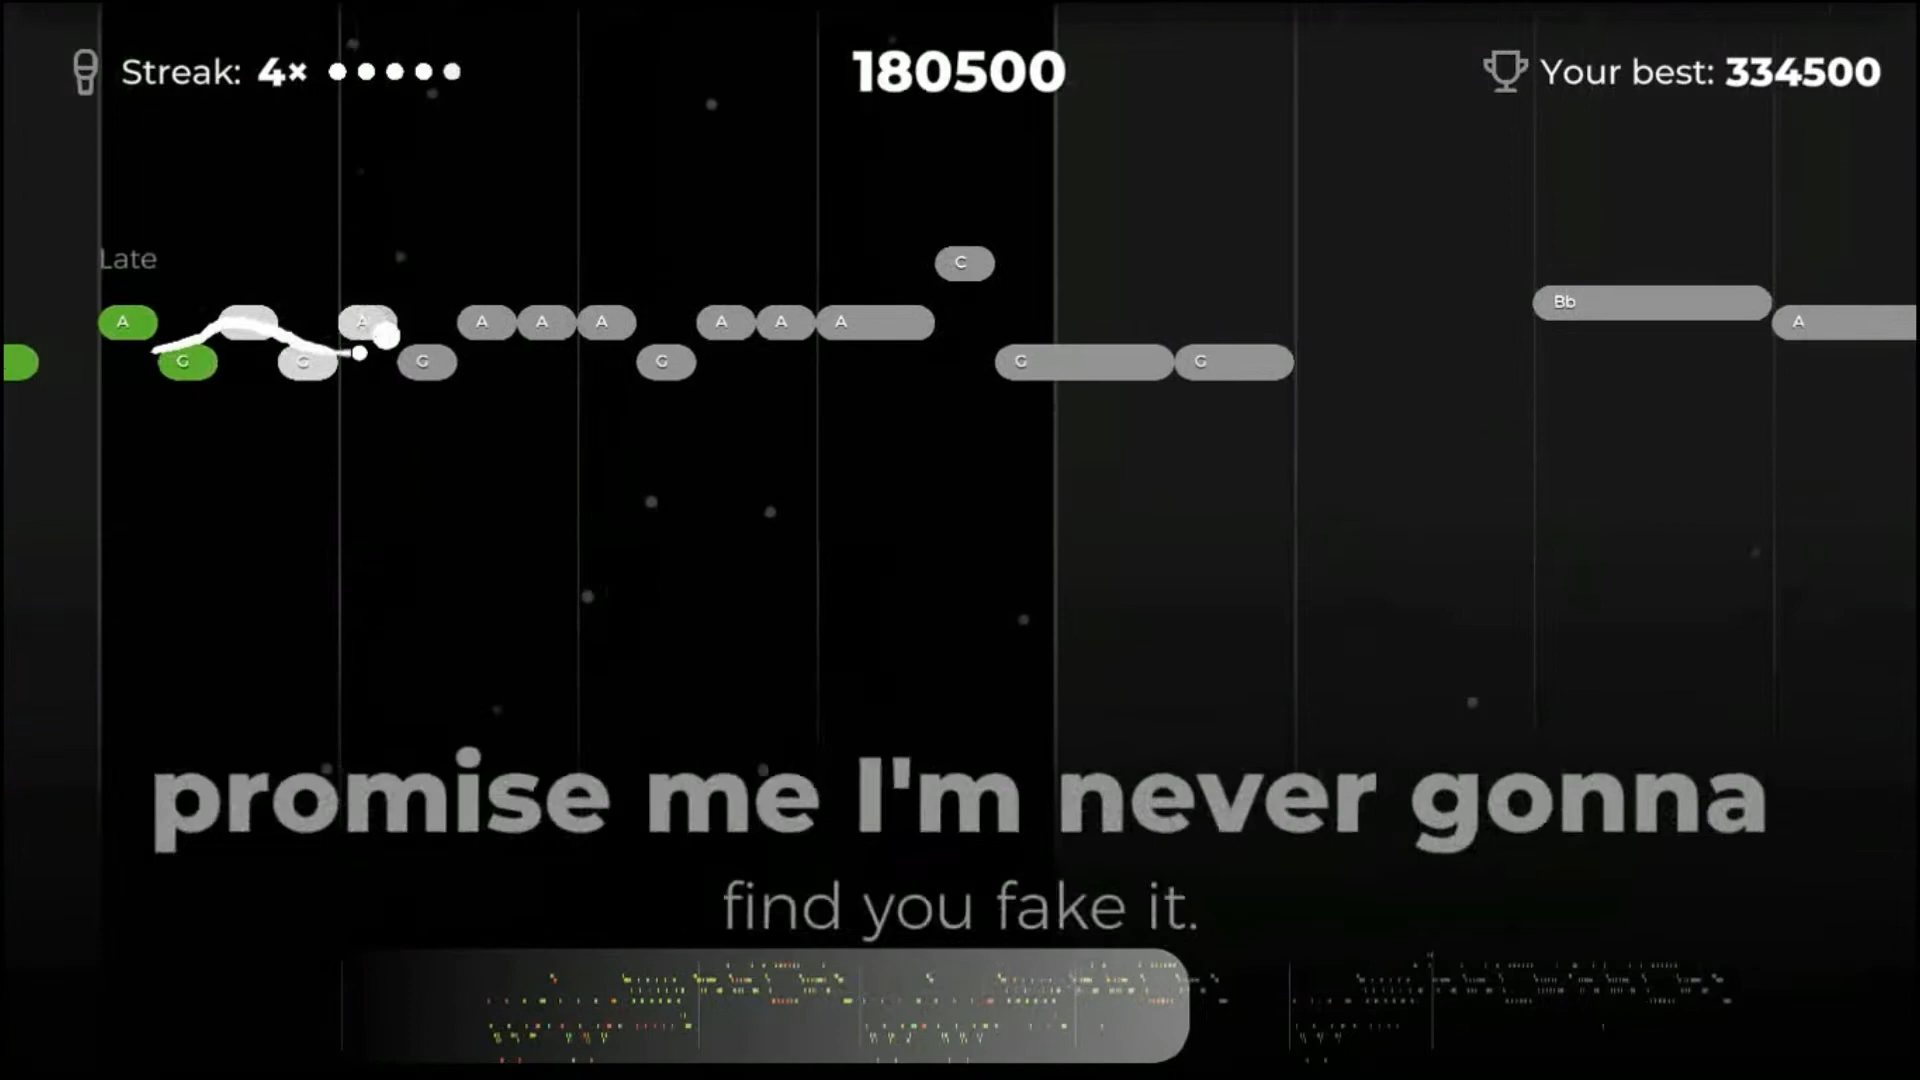 Streak: 4× 180500 Your best: 334500
Late
C
Bb
A A A A A A A A A
G G G G G G
promise me I'm never gonna
find you fake it.